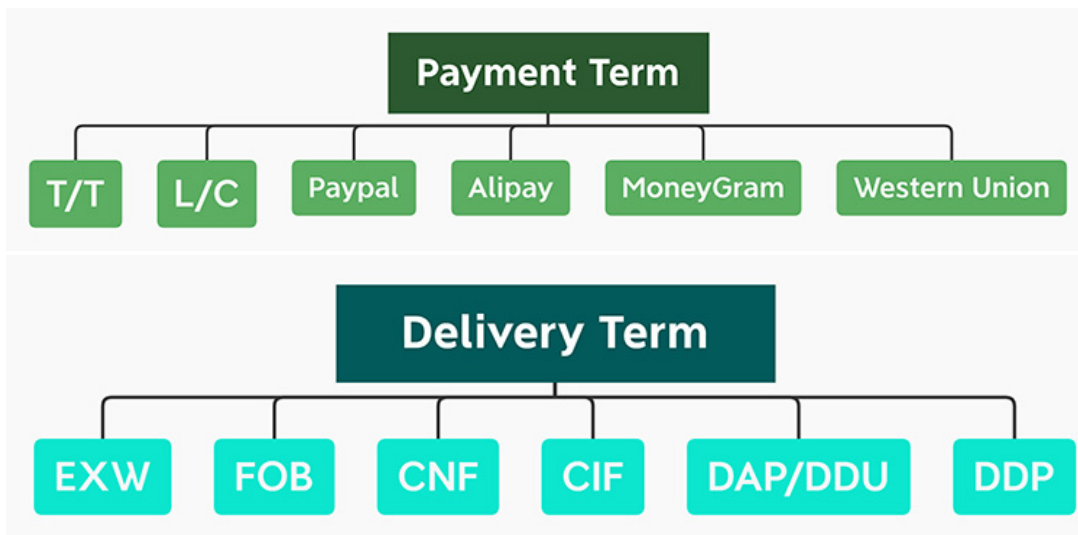 Payment Term
T/T
L/C
Paypal
Alipay
MoneyGram
Western Union
Delivery Term
EXW
FOB
CNF
CIF
DAP/DDU
DDP